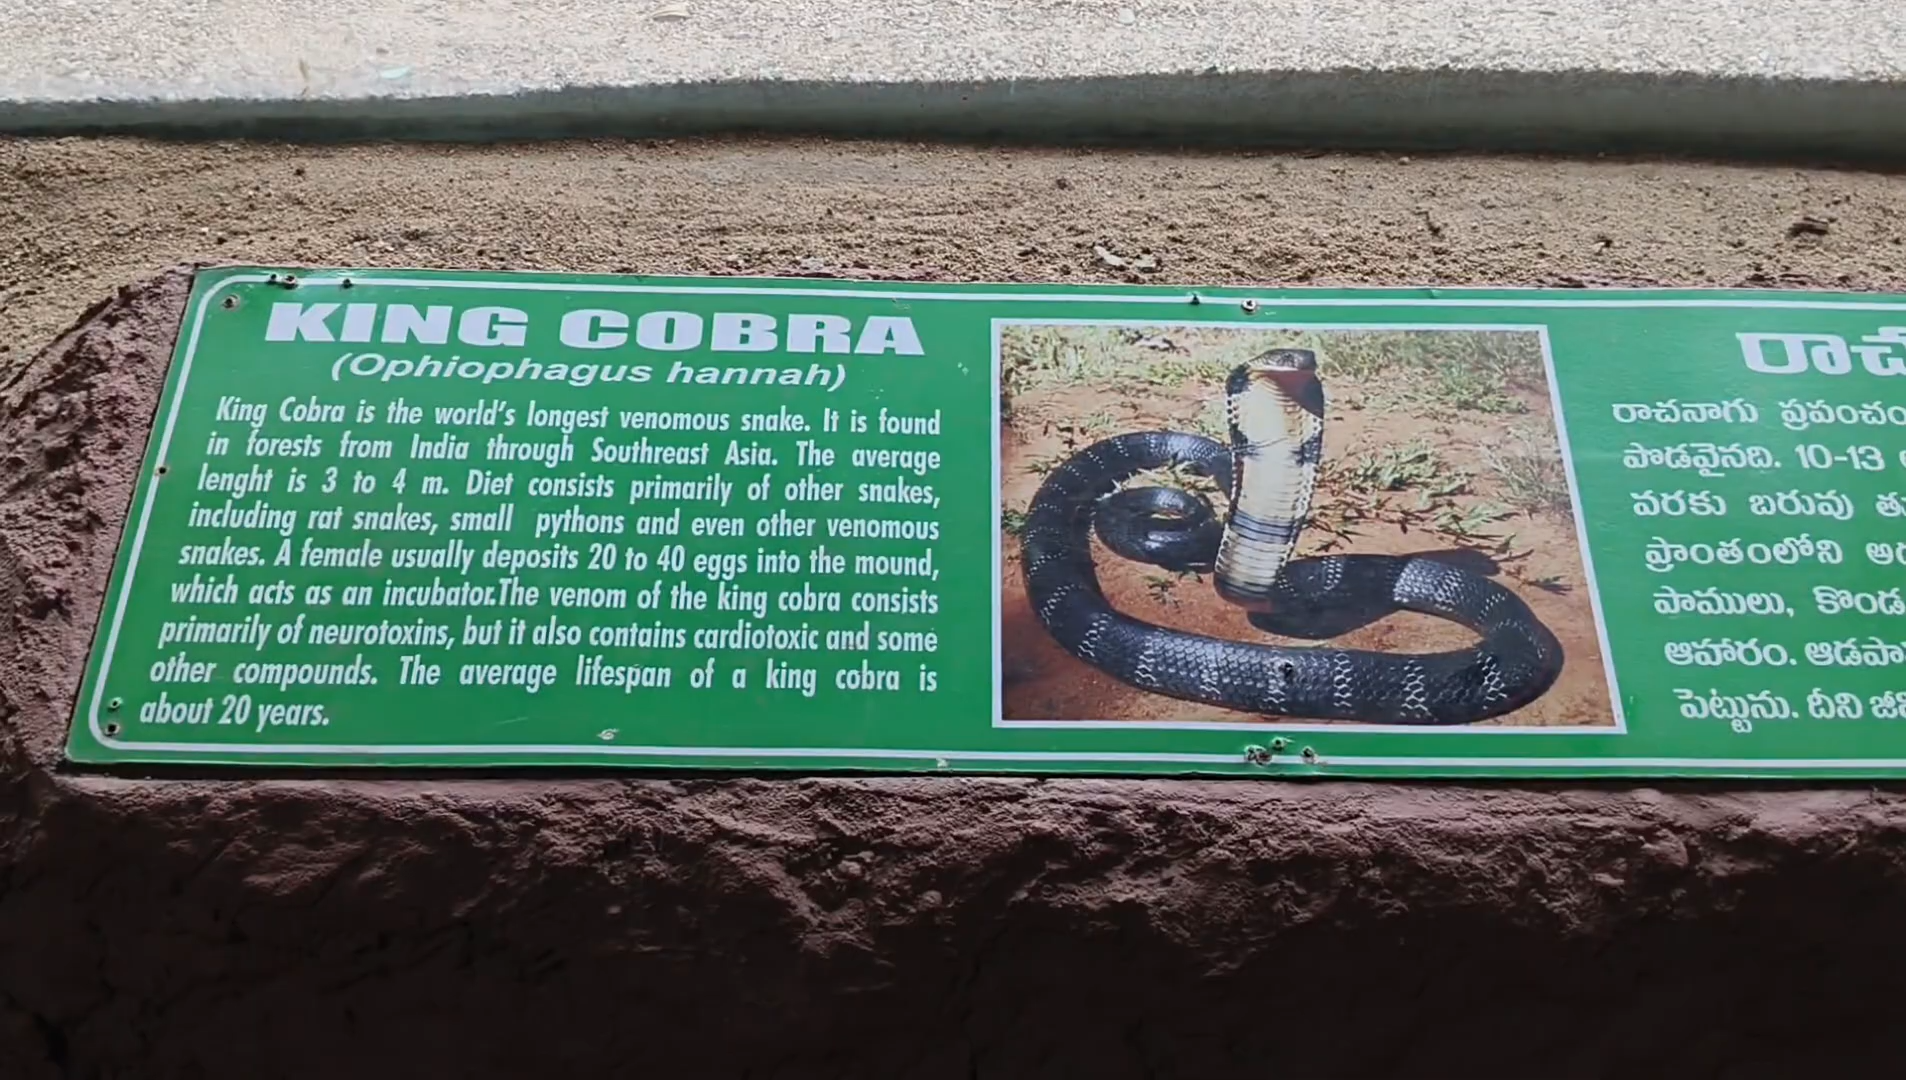 KING COBRA
(Ophiophagus hannah)
King Cobra is the world's longest venomous snake. It is found
in forests from India through Southreast Asia. The average
lenght is 3 to 4 m. Diet consists primarily of other snakes,
including rat snakes, small pythons and even other venomous
snakes. A female usually deposits 20 to 40 eggs into the mound,
which acts as an incubator.The venom of the king cobra consists
primarily of neurotoxins, but it also contains cardiotoxic and some
other compounds. The average lifespan of a king cobra is
about 20 years.
రాచనాగు ప్రపంచం
పొడవైనది. 10-13
వరకు బరువు
ప్రాంతంలోని
పాములు, కొండ
ఆహారం. ఆడపా
పెట్టును. దీని